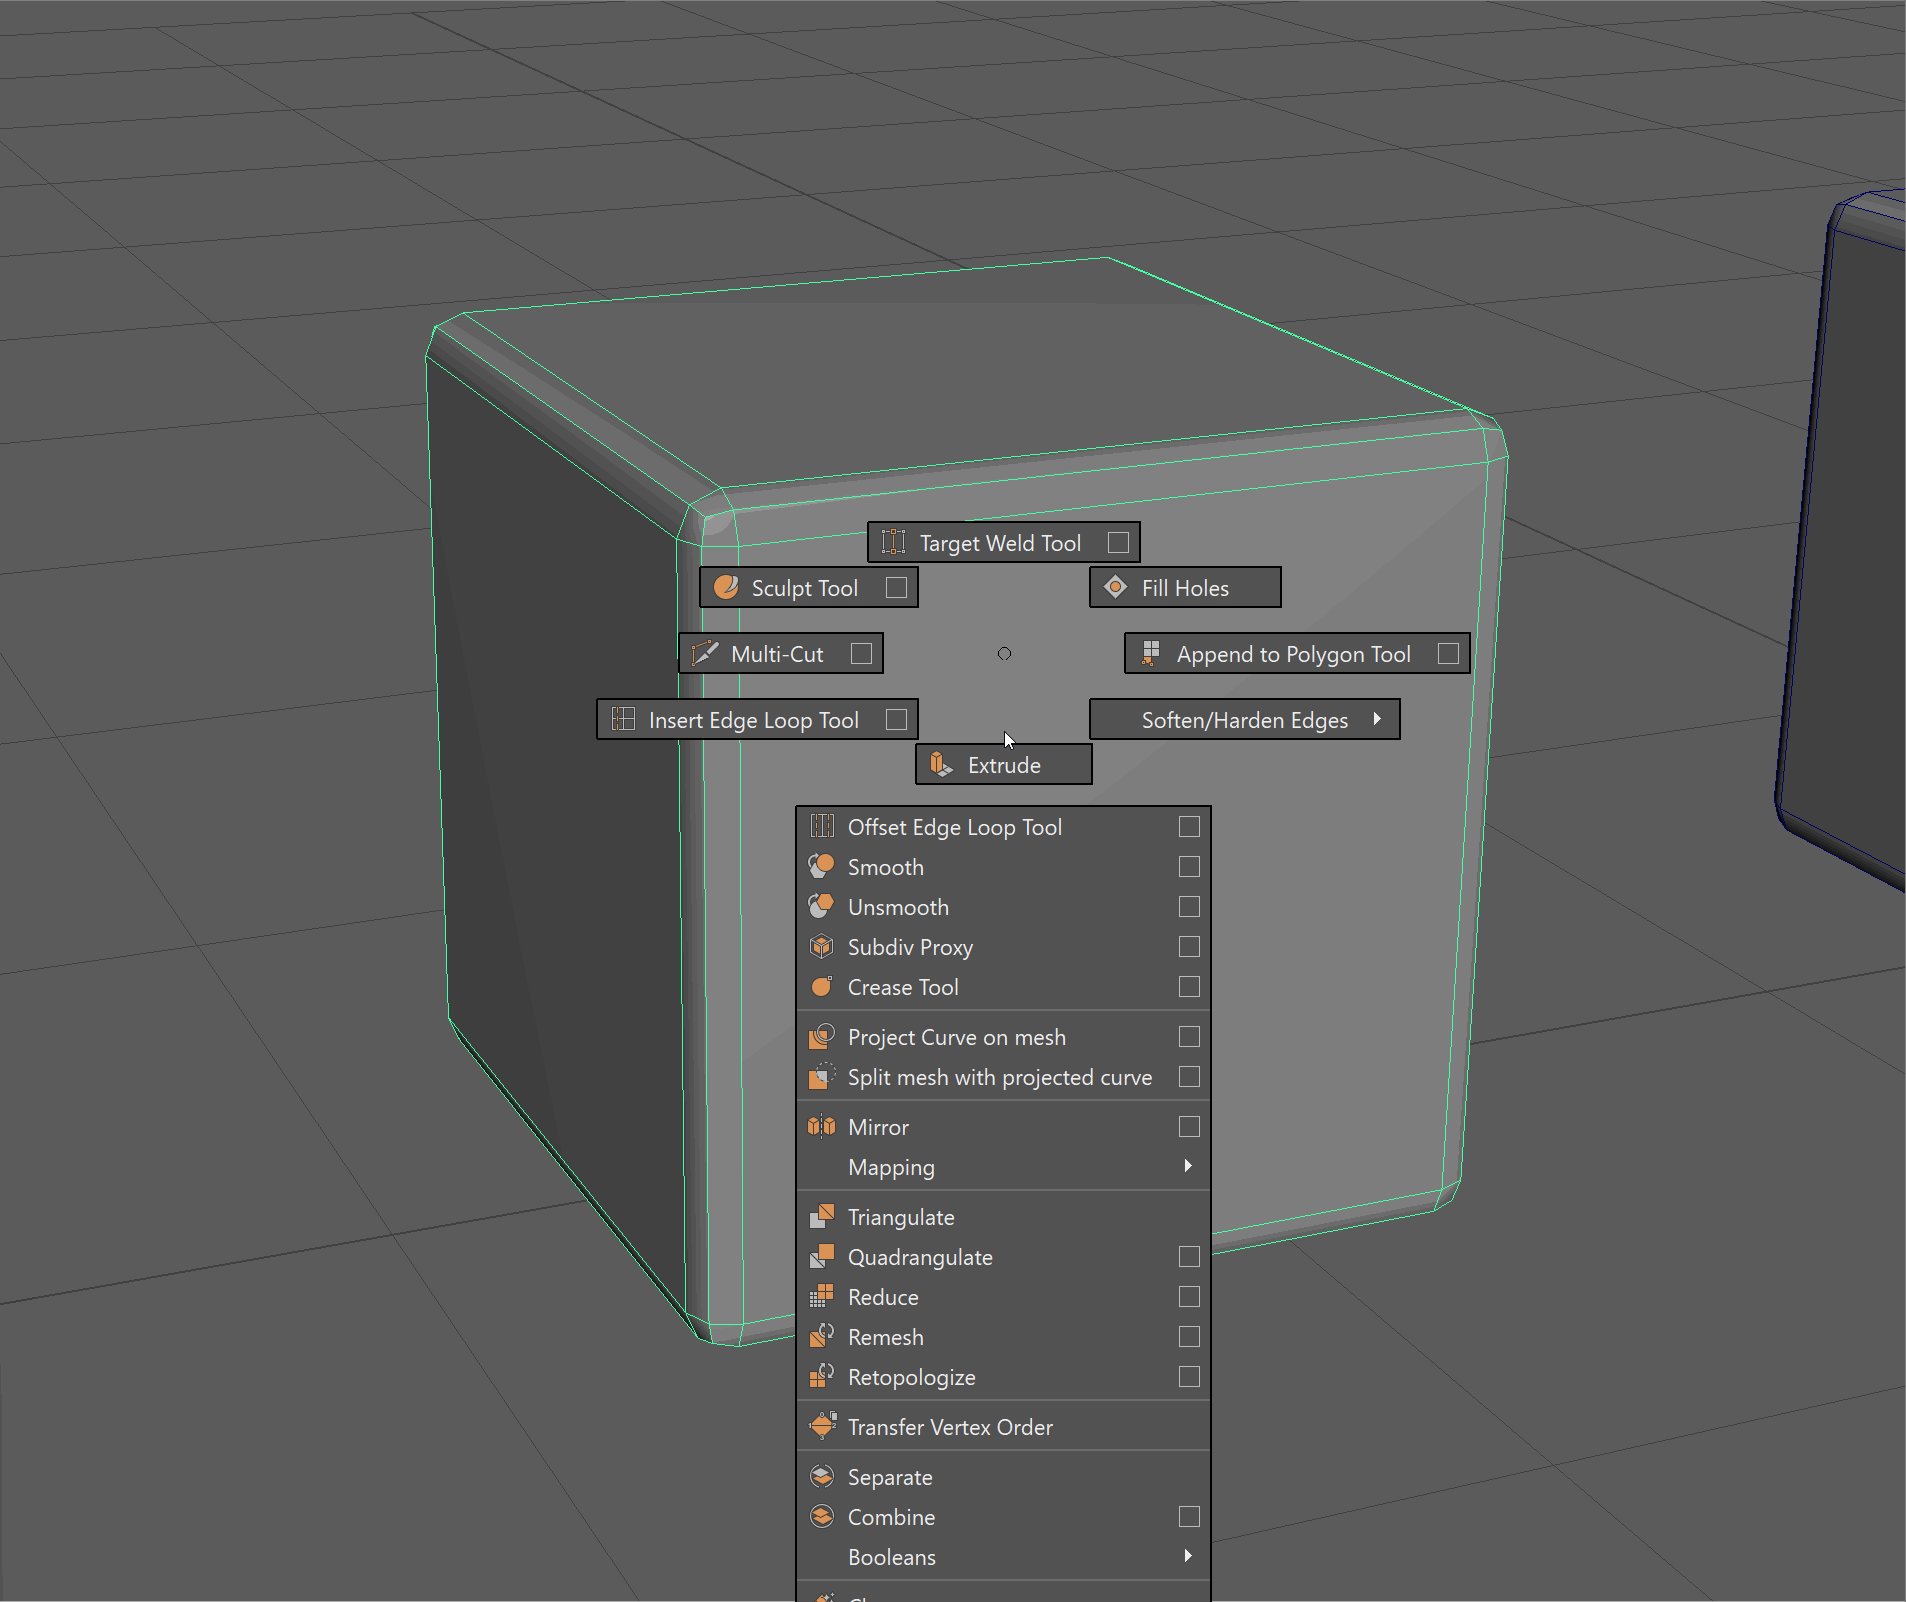 Target Weld Tool
Sculpt Tool
Fill Holes
Multi-Cut
Append to Polygon Tool
Insert Edge Loop Tool
Soften/Harden Edges
Extrude
Offset Edge Loop Tool
Smooth
Unsmooth
Subdiv Proxy
Crease Tool
Project Curve on mesh
Split mesh with projected curve
Mirror
Mapping
Triangulate
Quadrangulate
Reduce
Remesh
Retopologize
Transfer Vertex Order
Separate
Combine
Booleans